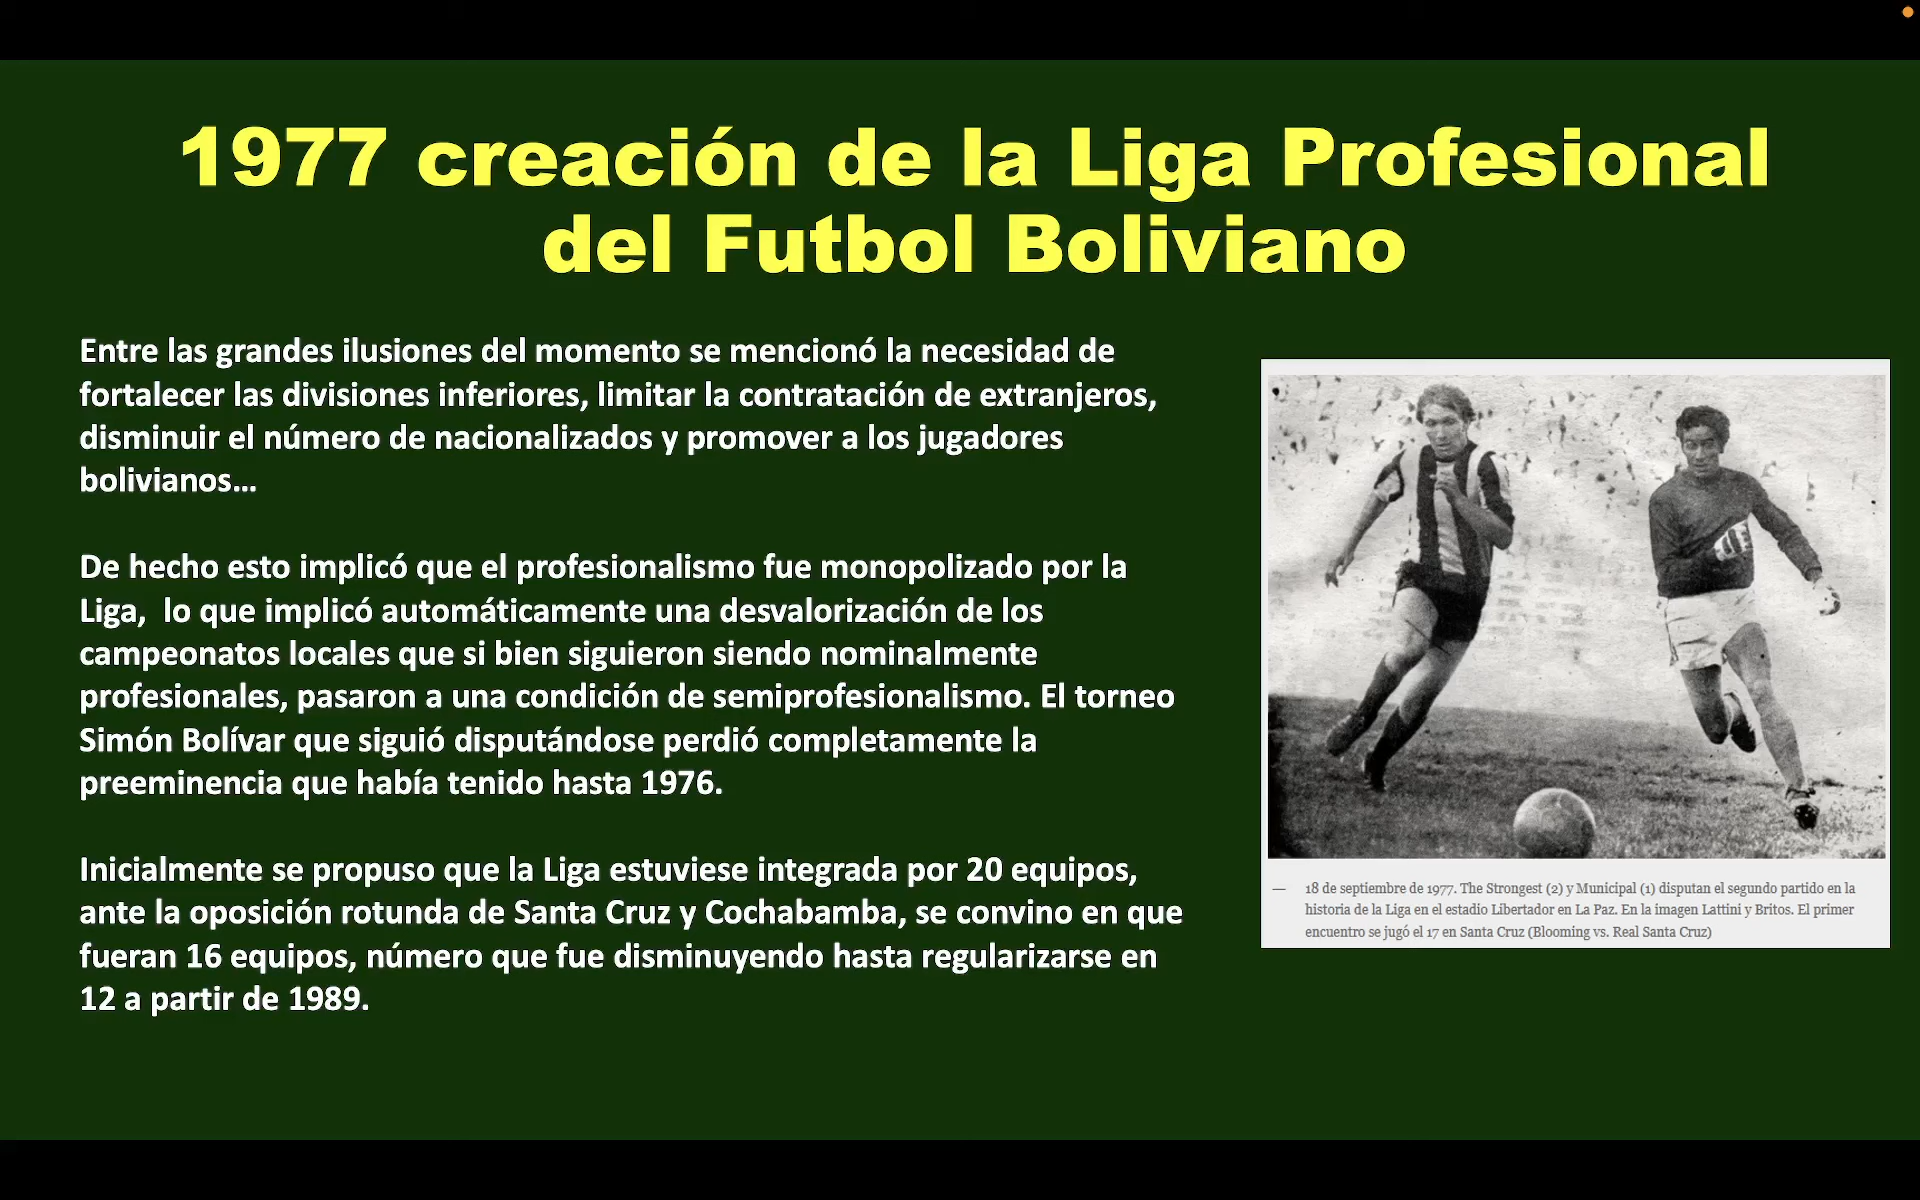 1977 creación de la Liga Profesional
del Futbol Boliviano
Entre las grandes ilusiones del momento se mencionó la necesidad de
fortalecer las divisiones inferiores, limitar la contratación de extranjeros,
disminuir el número de nacionalizados y promover a los jugadores
bolivianos...
De hecho esto implicó que el profesionalismo fue monopolizado por la
Liga,  lo que implicó automáticamente una desvalorización de los
campeonatos locales que si bien siguieron siendo nominalmente
profesionales, pasaron a una condición de semiprofesionalismo. El torneo
Simón Bolívar que siguió disputándose perdió completamente la
preeminencia que había tenido hasta 1976.
Inicialmente se propuso que la Liga estuviese integrada por 20 equipos,
ante la oposición rotunda de Santa Cruz y Cochabamba, se convino en que
fueran 16 equipos, número que fue disminuyendo hasta regularizarse en
12 a partir de 1989.
— 18 de septiembre de 1977. The Strongest (2) y Municipal (1) disputan el segundo partido en la
historia de la Liga en el estadio Libertador en La Paz. En la imagen Lattini y Britos. El primer
encuentro se jugó el 17 en Santa Cruz (Blooming vs. Real Santa Cruz)